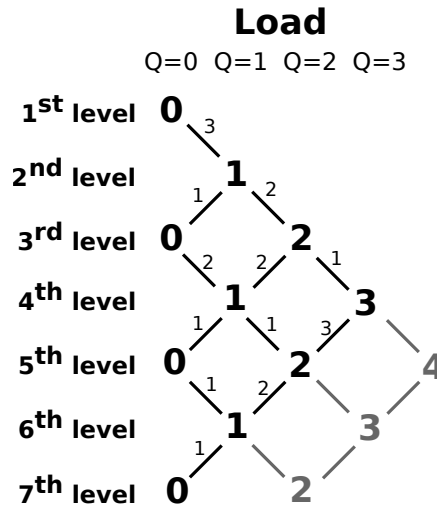 Load
Q=0 Q=1 Q=2 Q=3
1st level 0
3
2nd level 1
1 2
3rd level 0 2
2 2 1
4th level 1 3
1 1 3
5th level 0 2 4
1 2
6th level 1 3
1
7th level 0 2